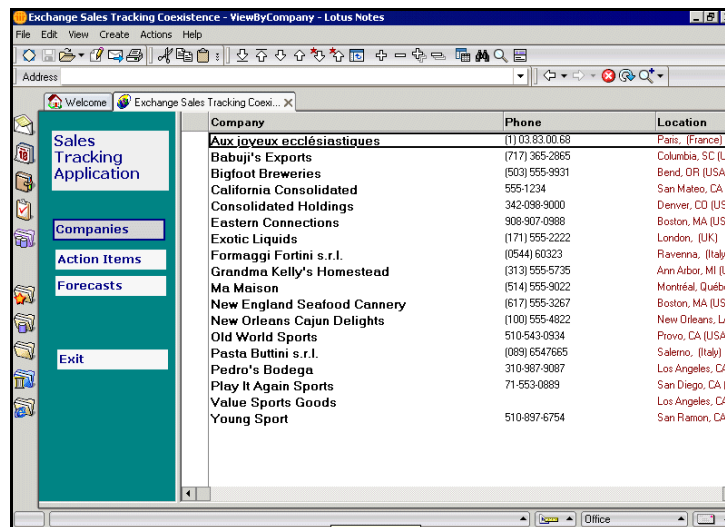 Exchange Sales Tracking Coexistence - ViewByCompany - Lotus Notes
File Edit View Create Actions Help
Address
Welcome Exchange Sales Tracking Coexi...
Sales
Tracking
Application
Companies
Action Items
Forecasts
Exit
Company Phone Location
Aux joyeux ecclésiastiques (1) 03.83.00.68 Paris, (France)
Babuji's Exports (717) 365-2865 Columbia, SC (U
Bigfoot Breweries (503) 555-9931 Bend, OR (USA
California Consolidated 555-1234 San Mateo, CA
Consolidated Holdings 342-098-9000 Denver, CO (US
Eastern Connections 908-907-0988 Boston, MA (US
Exotic Liquids (171) 555-2222 London, (UK)
Formaggi Fortini s.r.l. (0544) 60323 Ravenna, (Italy
Grandma Kelly's Homestead (313) 555-5735 Ann Arbor, MI (U
Ma Maison (514) 555-9022 Montréal, Québe
New England Seafood Cannery (617) 555-3267 Boston, MA (US
New Orleans Cajun Delights (100) 555-4822 New Orleans, LA
Old World Sports 510-543-0934 Provo, CA (USA
Pasta Buttini s.r.l. (089) 6547665 Salerno, (Italy)
Pedro's Bodega 310-987-9087 Los Angeles, CA
Play It Again Sports 71-553-0889 San Diego, CA (
Value Sports Goods Los Angeles, CA
Young Sport 510-897-6754 San Ramon, CA
Office